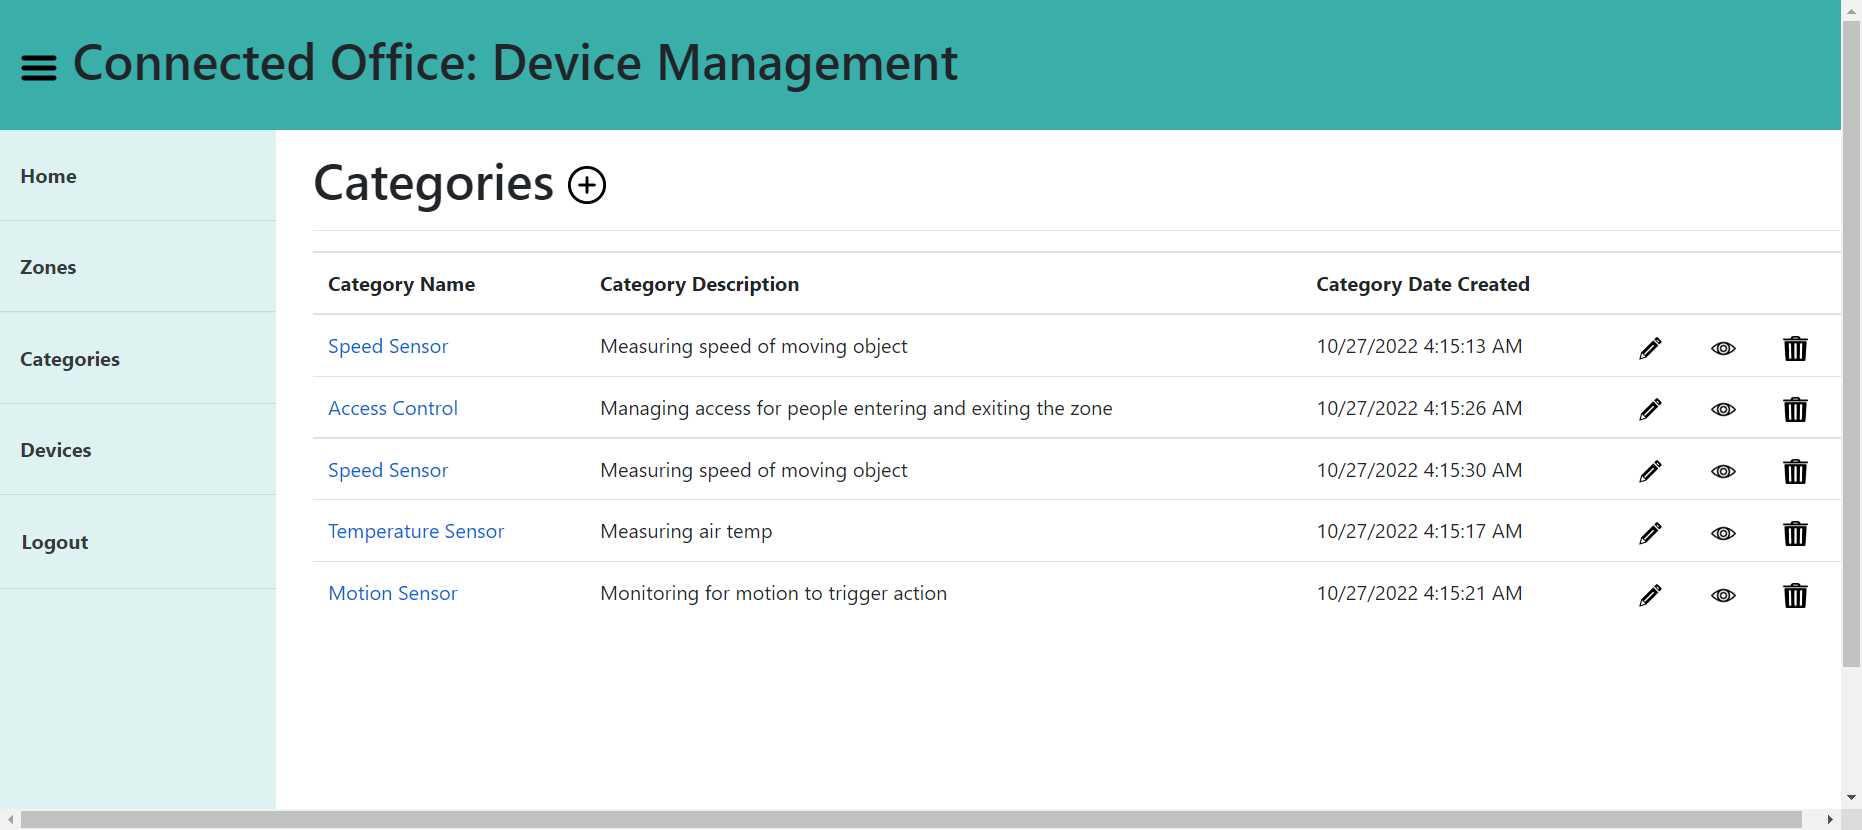 Connected Office: Device Management
Home
Zones
Categories
Devices
Logout
Categories
Category Name Category Description Category Date Created
Speed Sensor Measuring speed of moving object 10/27/2022 4:15:13 AM
Access Control Managing access for people entering and exiting the zone 10/27/2022 4:15:26 AM
Speed Sensor Measuring speed of moving object 10/27/2022 4:15:30 AM
Temperature Sensor Measuring air temp 10/27/2022 4:15:17 AM
Motion Sensor Monitoring for motion to trigger action 10/27/2022 4:15:21 AM